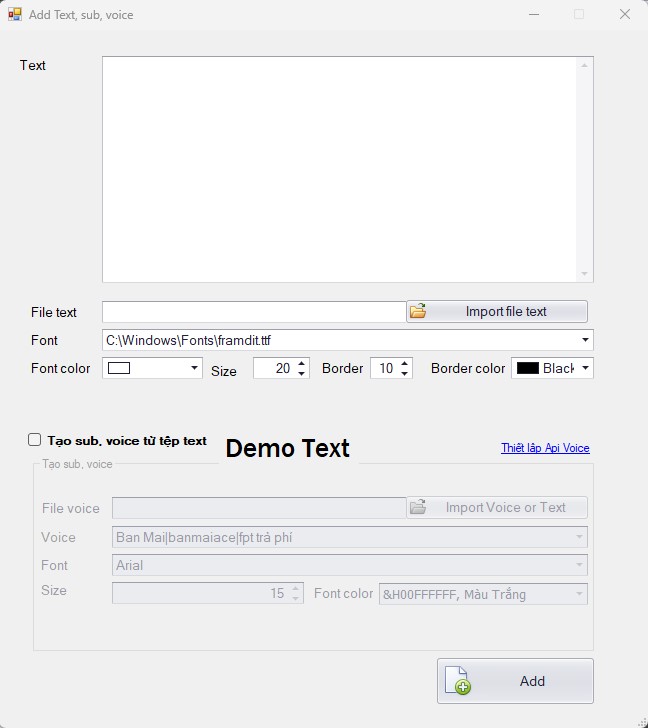 Add Text, sub, voice
Text
File text
Import file text
Font
C:\Windows\Fonts\framdit.ttf
Font color
Size
20
Border
10
Border color
Black
Tạo sub, voice từ tệp text
Demo Text
Thiết lập Api Voice
Tạo sub, voice
File voice
Import Voice or Text
Voice
Ban Mai|banmaiace|fpt trả phí
Font
Arial
Size
15
Font color
&H00FFFFFF, Màu Trắng
Add